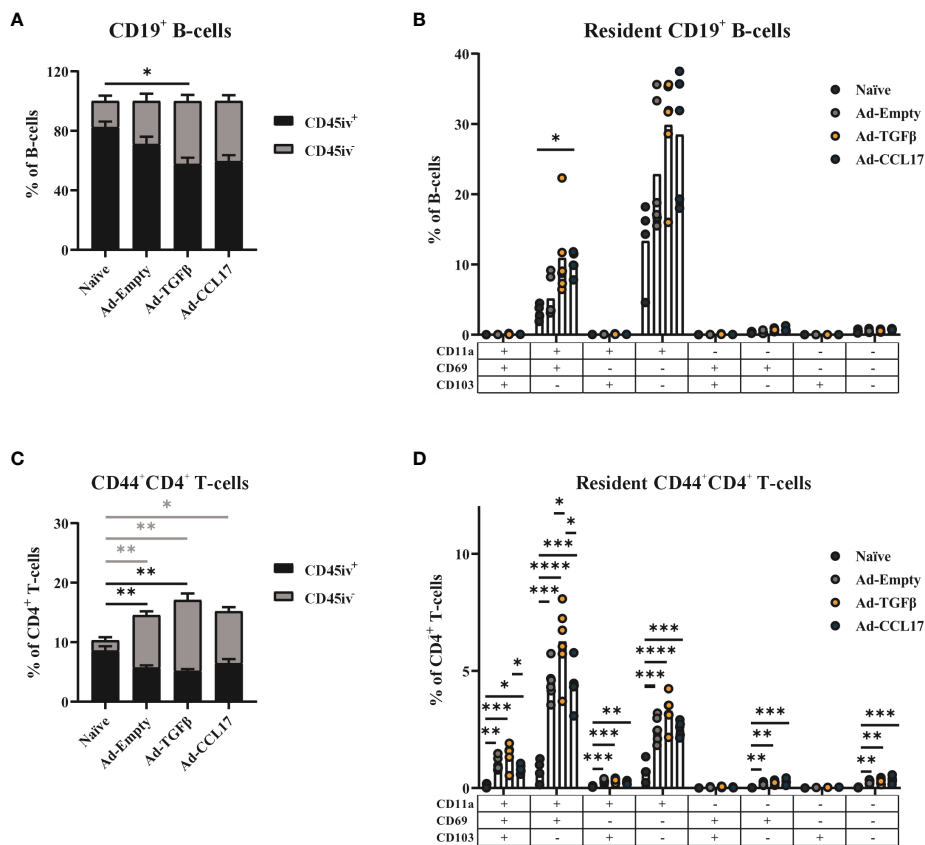 A
CD19⁺ B-cells
*
120
80
40
0
% of B-cells
Naïve
Ad-Empty
Ad-TGFβ
Ad-CCL17
CD45iv⁺
CD45iv⁻
B
Resident CD19⁺ B-cells
40
30
20
10
0
% of B-cells
*
Naïve
Ad-Empty
Ad-TGFβ
Ad-CCL17
CD11a + + + + - - - -
CD69 + + - - + + - -
CD103 + - + - + - + -
C
CD44⁺CD4⁺ T-cells
*
**
**
**
**
30
20
10
0
% of CD4⁺ T-cells
Naïve
Ad-Empty
Ad-TGFβ
Ad-CCL17
CD45iv⁺
CD45iv⁻
D
Resident CD44⁺CD4⁺ T-cells
10
5
0
% of CD4⁺ T-cells
*
*
***
**
*
*
***
****
***
**
***
***
***
****
***
***
**
**
***
**
**
Naïve
Ad-Empty
Ad-TGFβ
Ad-CCL17
CD11a + + + + - - - -
CD69 + + - - + + - -
CD103 + - + - + - + -